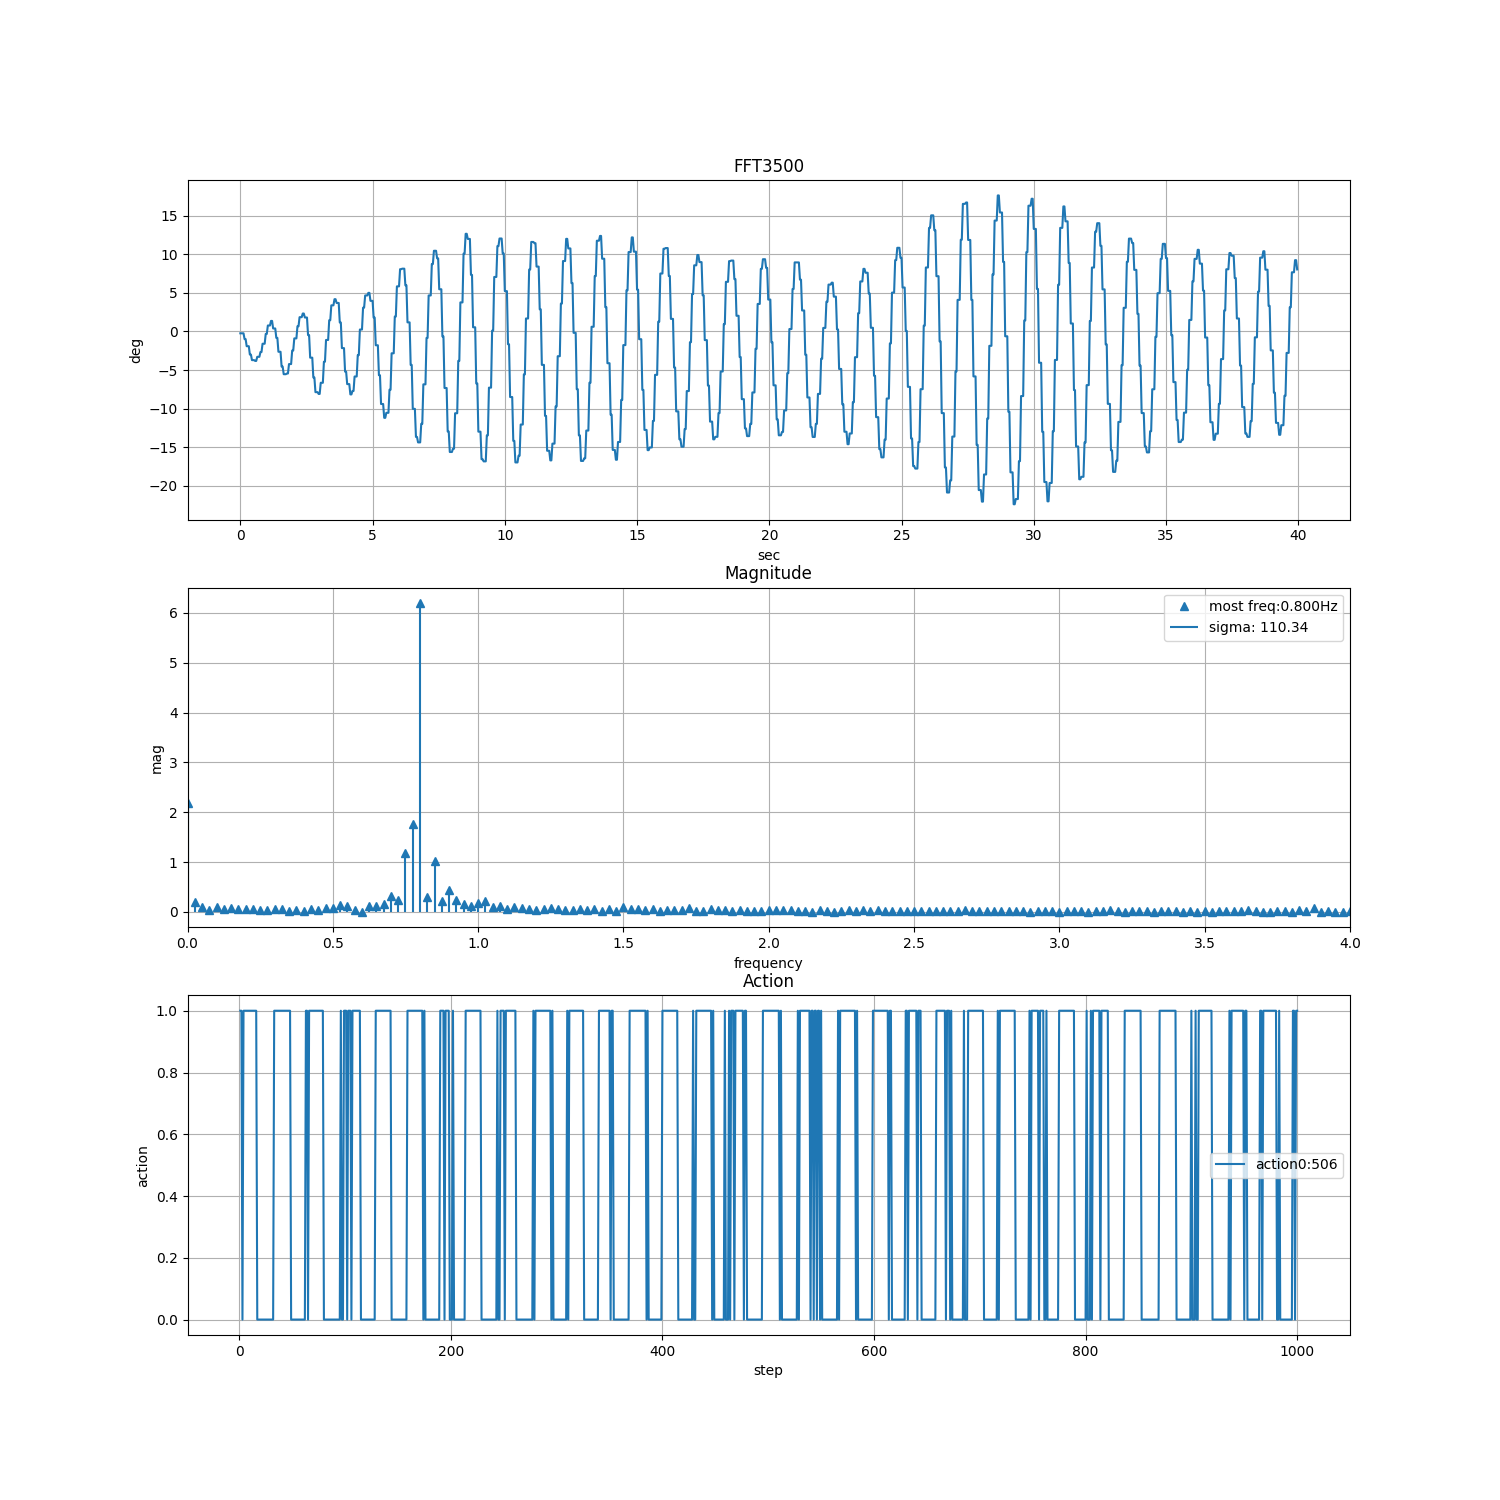 FFT3500
15
10
5
0
−5
−10
−15
−20
deg
0 5 10 15 20 25 30 35 40
sec
Magnitude
6
5
4
3
2
1
0
mag
most freq:0.800Hz
sigma: 110.34
0.0 0.5 1.0 1.5 2.0 2.5 3.0 3.5 4.0
frequency
Action
1.0
0.8
0.6
0.4
0.2
0.0
action
action0:506
0 200 400 600 800 1000
step